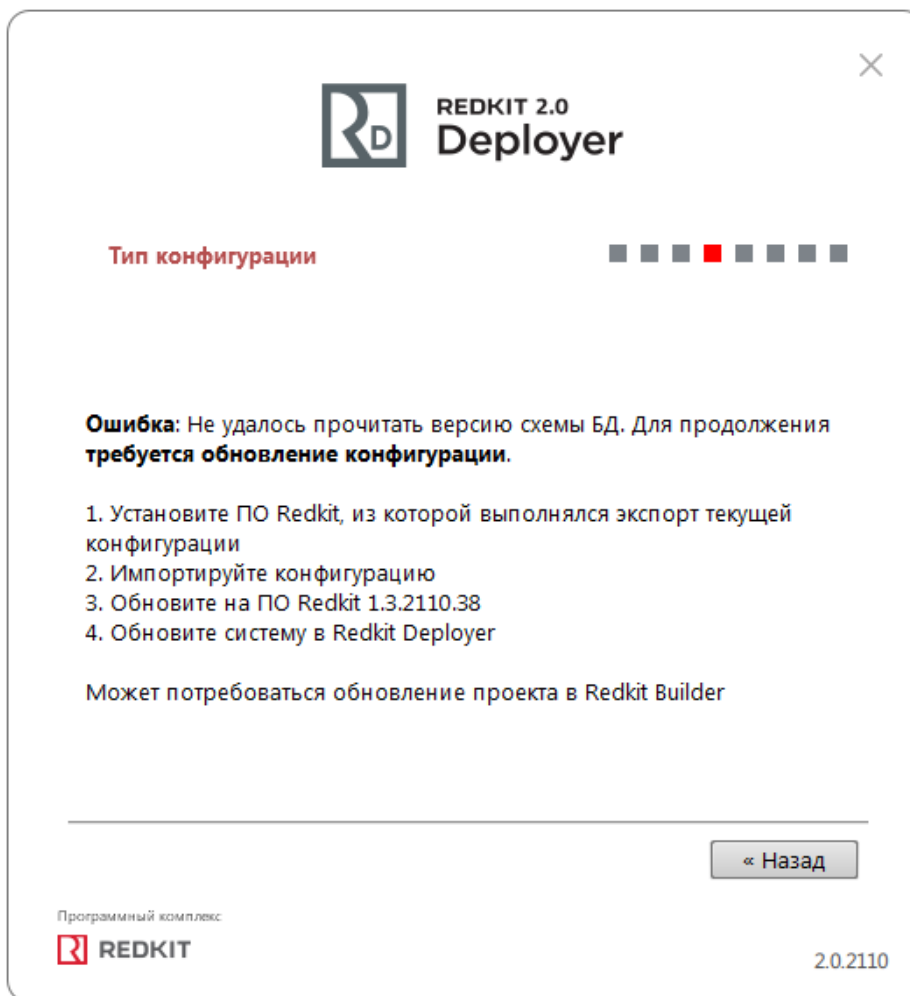 REDKIT 2.0
Deployer
Тип конфигурации
Ошибка: Не удалось прочитать версию схемы БД. Для продолжения
требуется обновление конфигурации.
1. Установите ПО Redkit, из которой выполнялся экспорт текущей
конфигурации
2. Импортируйте конфигурацию
3. Обновите на ПО Redkit 1.3.2110.38
4. Обновите систему в Redkit Deployer
Может потребоваться обновление проекта в Redkit Builder
« Назад
Программный комплекс
REDKIT
2.0.2110